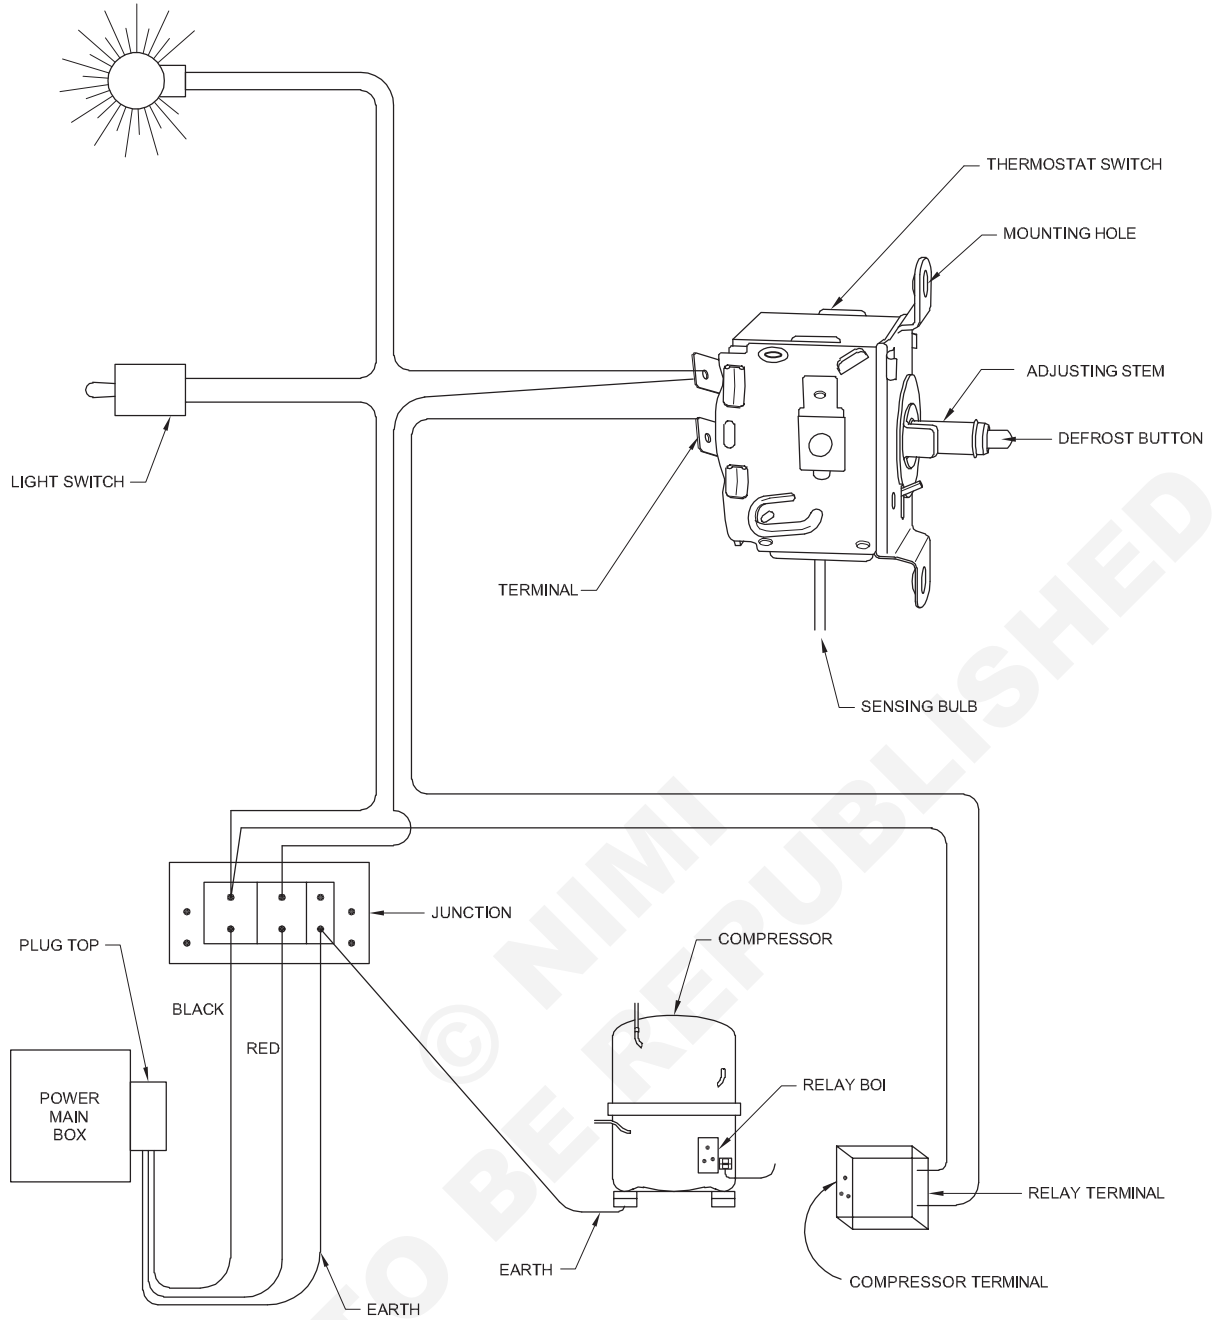 THERMOSTAT SWITCH
MOUNTING HOLE
ADJUSTING STEM
DEFROST BUTTON
LIGHT SWITCH
TERMINAL
SENSING BULB
JUNCTION
PLUG TOP
COMPRESSOR
BLACK
RED
RELAY BOI
POWER
MAIN
BOX
RELAY TERMINAL
EARTH
COMPRESSOR TERMINAL
EARTH
© NIMI
TO BE REPUBLISHED